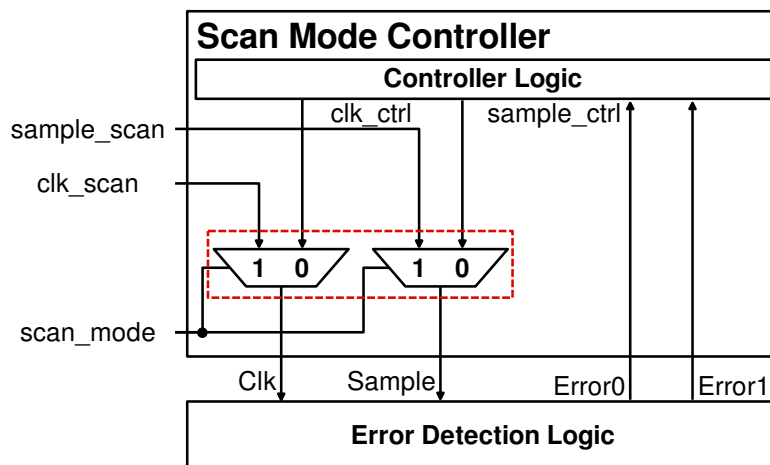 Scan Mode Controller
Controller Logic
clk_ctrl
sample_ctrl
sample_scan
clk_scan
1 0
1 0
scan_mode
Clk
Sample
Error0
Error1
Error Detection Logic